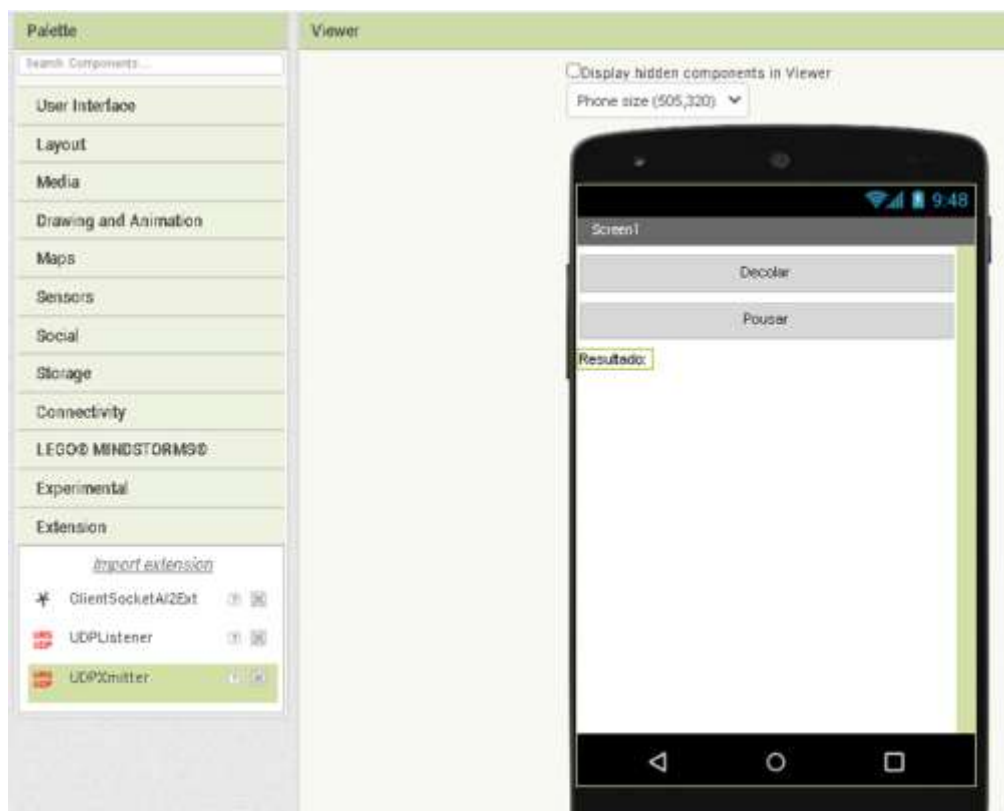 Palette
Search Components...
User Interface
Layout
Media
Drawing and Animation
Maps
Sensors
Social
Storage
Connectivity
LEGO® MINDSTORMS®
Experimental
Extension
Import extension
ClientSocketAI2Ext
UDPListener
UDPXmitter
Viewer
Display hidden components in Viewer
Phone size (505,320)
9:48
Screen1
Decolar
Pousar
Resultado: